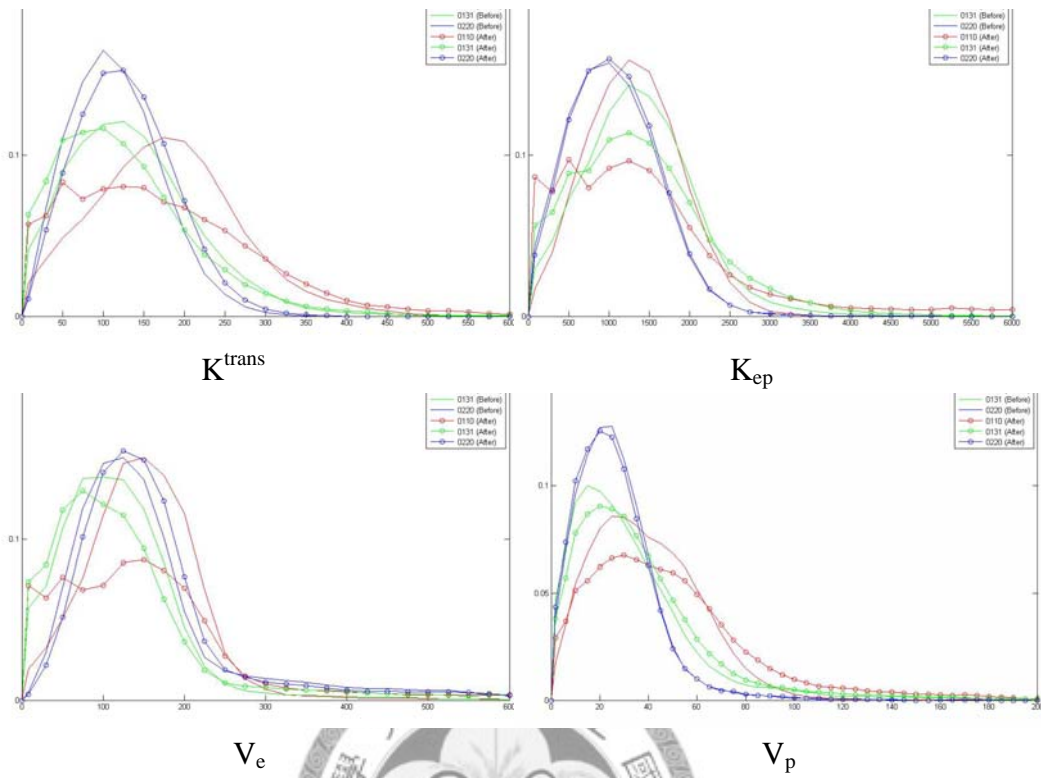 0131 (Before)
0220 (Before)
0110 (After)
0131 (After)
0220 (After)
0.1
0
0 50 100 150 200 250 300 350 400 450 500 550 600
K^trans
0131 (Before)
0220 (Before)
0110 (After)
0131 (After)
0220 (After)
0.1
0
0 500 1000 1500 2000 2500 3000 3500 4000 4500 5000 5500 6000
K_ep
0131 (Before)
0220 (Before)
0110 (After)
0131 (After)
0220 (After)
0.1
0
0 100 200 300 400 500 600
V_e
0131 (Before)
0220 (Before)
0110 (After)
0131 (After)
0220 (After)
0.1
0.05
0
0 20 40 60 80 100 120 140 160 180 200
V_p